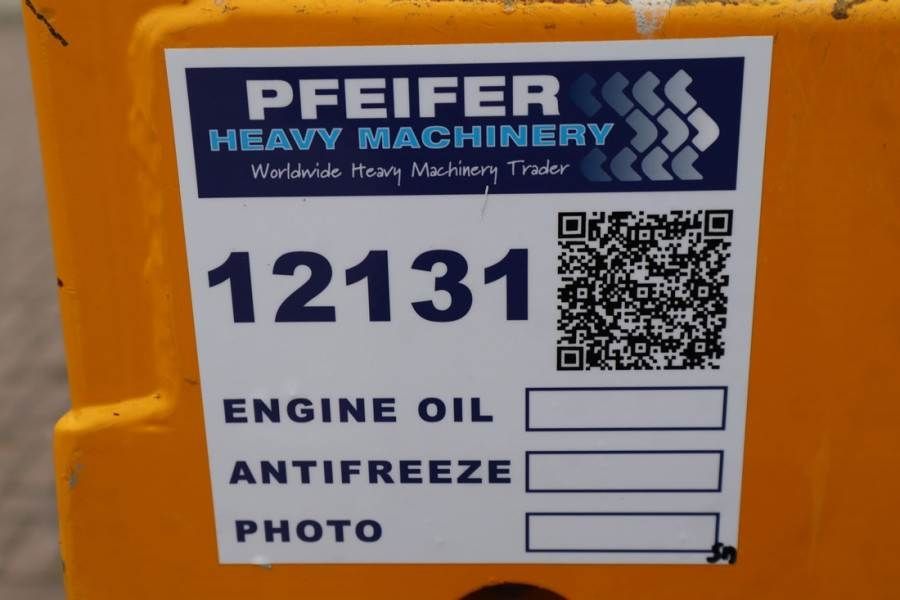 PFEIFER
HEAVY MACHINERY
Worldwide Heavy Machinery Trader
12131
ENGINE OIL
ANTIFREEZE
PHOTO